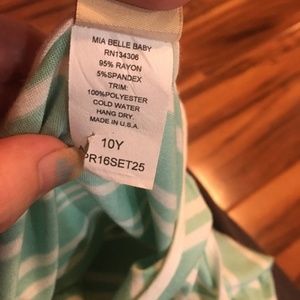 MIA BELLE BABY
RN134306
95% RAYON
5%SPANDEX
TRIM:
100%POLYESTER
COLD WATER
HANG DRY.
MADE IN U.S.A.
10Y
PR16SET25